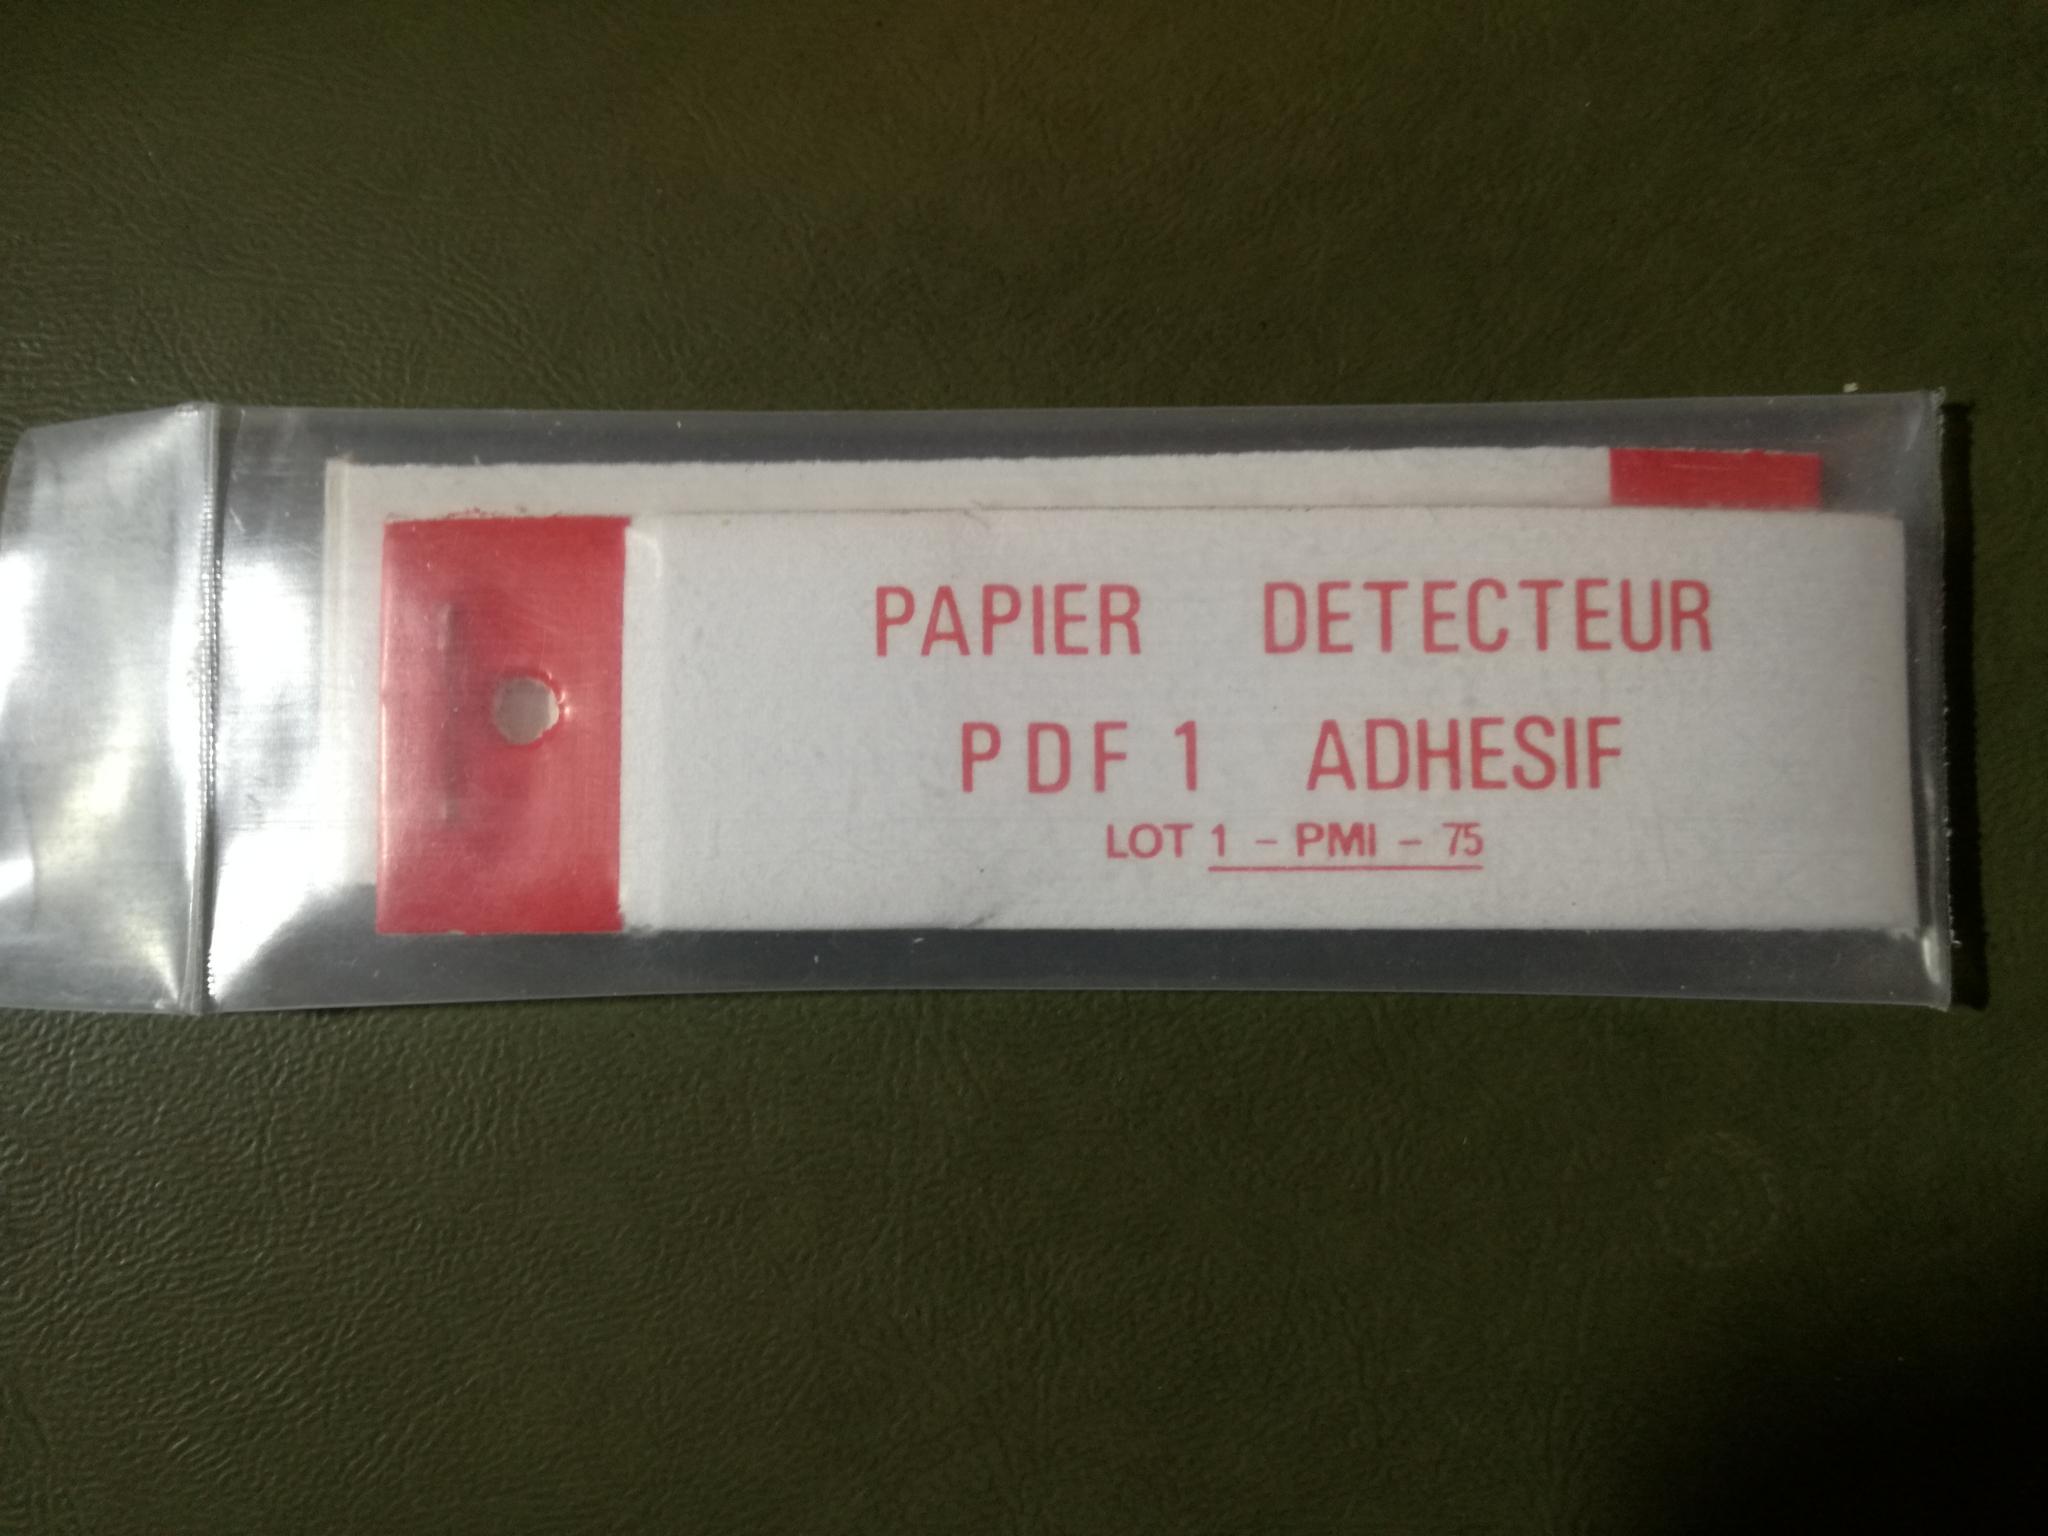 PAPIER DETECTEUR
PDF 1 ADHESIF
LOT 1 - PMI - 75